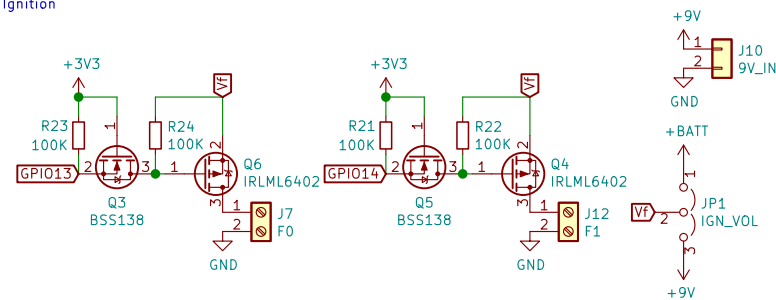 Ignition
+9V
1
2
J10
9V_IN
GND
+3V3
Vf
R23
100K
1
R24
100K
GPIO13
2
3
1
2
Q6
IRLML6402
3
Q3
BSS138
1
2
J7
F0
GND
+3V3
Vf
R21
100K
1
R22
100K
GPIO14
2
3
1
2
Q4
IRLML6402
3
Q5
BSS138
1
2
J12
F1
GND
+BATT
1
Vf
2
JP1
IGN_VOL
3
+9V